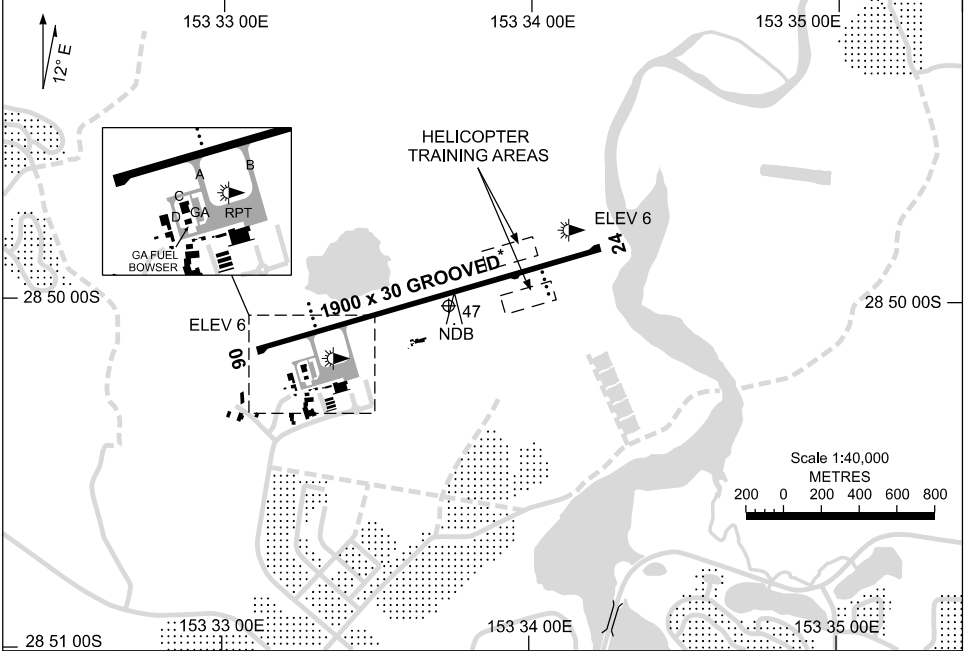 153 33 00E
153 34 00E
153 35 00E
12° E
HELICOPTER
TRAINING AREAS
A
B
C
D
GA
RPT
GA FUEL
BOWSER
ELEV 6
24
1900 x 30 GROOVED*
28 50 00S
28 50 00S
47
NDB
ELEV 6
06
Scale 1:40,000
METRES
200 0 200 400 600 800
153 33 00E
153 34 00E
153 35 00E
28 51 00S